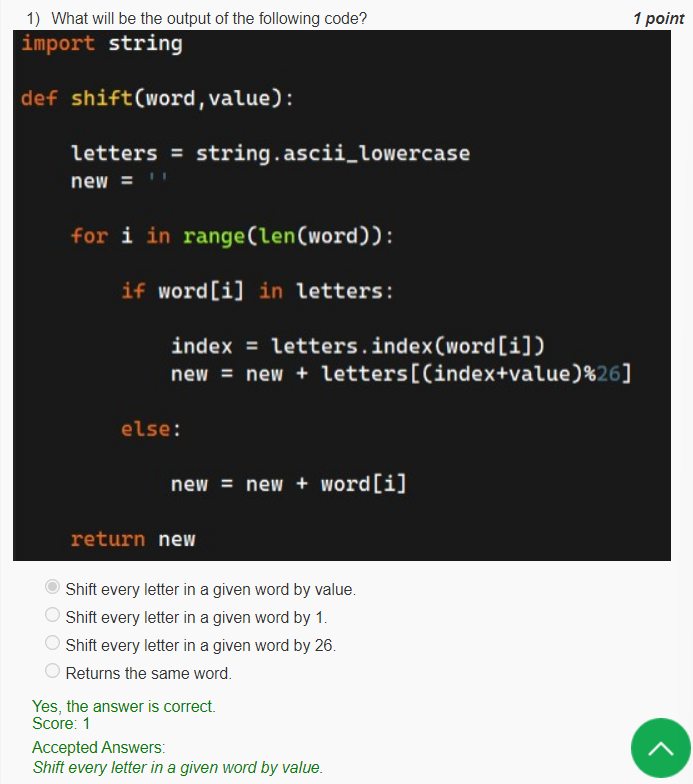 1) What will be the output of the following code? 1 point
import string
def shift(word,value):
letters = string.ascii_lowercase
new = ''
for i in range(len(word)):
if word[i] in letters:
index = letters.index(word[i])
new = new + letters[(index+value)%26]
else:
new = new + word[i]
return new
Shift every letter in a given word by value.
Shift every letter in a given word by 1.
Shift every letter in a given word by 26.
Returns the same word.
Yes, the answer is correct.
Score: 1
Accepted Answers:
Shift every letter in a given word by value.